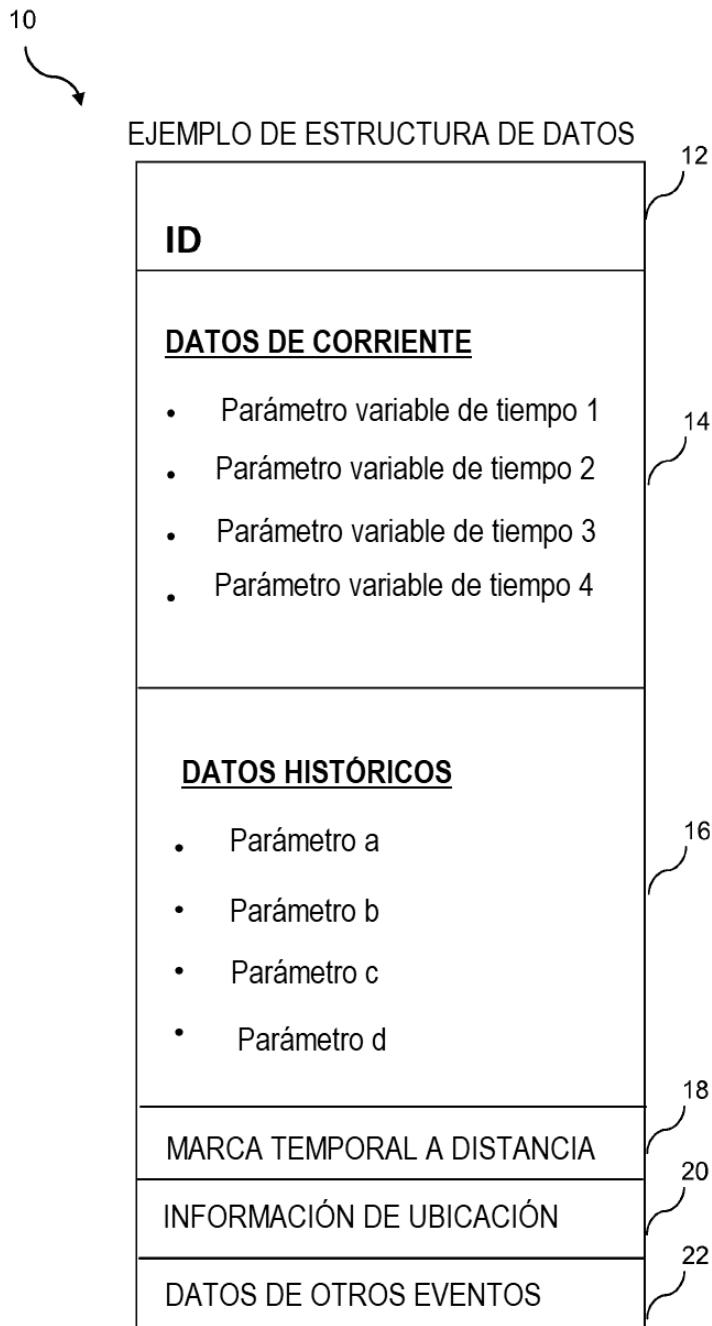 10
EJEMPLO DE ESTRUCTURA DE DATOS
12
ID
DATOS DE CORRIENTE
• Parámetro variable de tiempo 1
14
• Parámetro variable de tiempo 2
• Parámetro variable de tiempo 3
• Parámetro variable de tiempo 4
DATOS HISTÓRICOS
16
• Parámetro a
• Parámetro b
• Parámetro c
• Parámetro d
18
MARCA TEMPORAL A DISTANCIA
20
INFORMACIÓN DE UBICACIÓN
22
DATOS DE OTROS EVENTOS